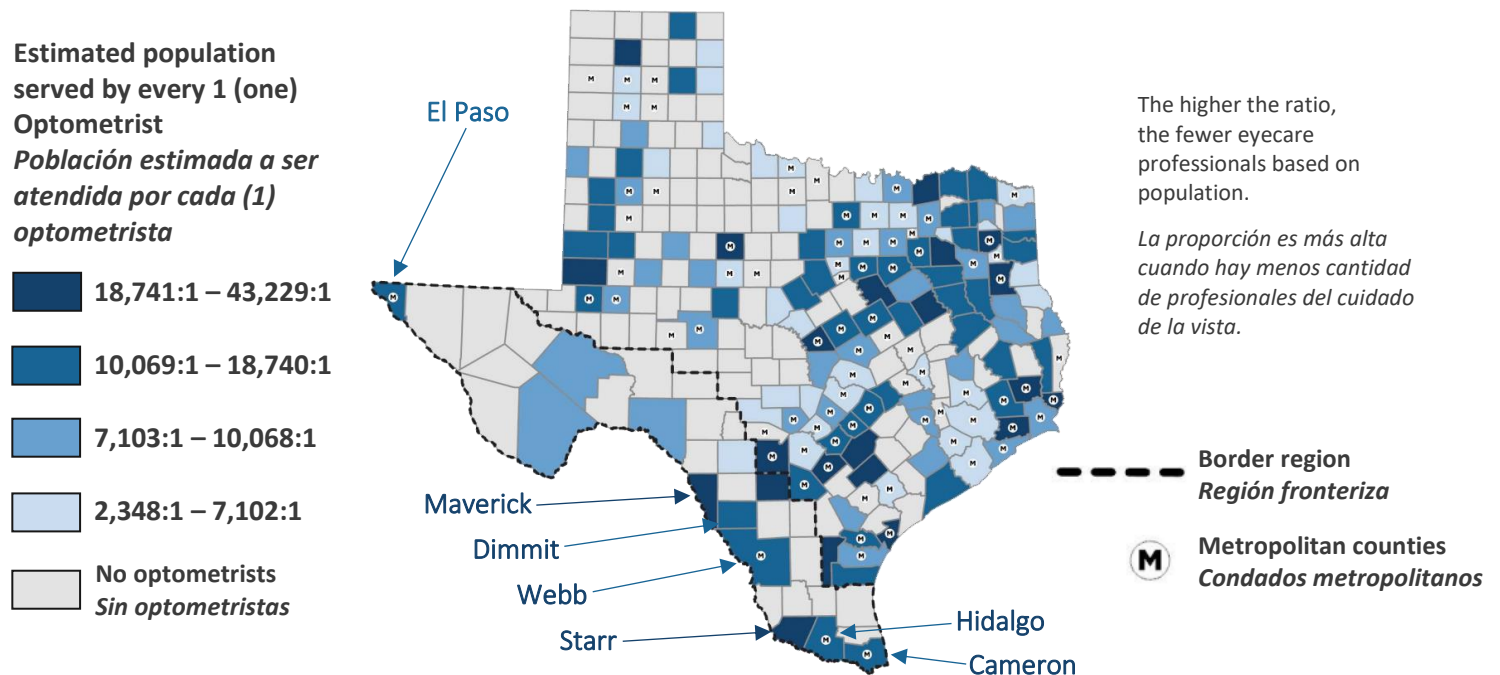 Estimated population
served by every 1 (one)
Optometrist
Población estimada a ser
atendida por cada (1)
optometrista
18,741:1 – 43,229:1
10,069:1 – 18,740:1
7,103:1 – 10,068:1
2,348:1 – 7,102:1
No optometrists
Sin optometristas
El Paso
Maverick
Dimmit
Webb
Starr
Hidalgo
Cameron
The higher the ratio,
the fewer eyecare
professionals based on
population.
La proporción es más alta
cuando hay menos cantidad
de profesionales del cuidado
de la vista.
Border region
Región fronteriza
M
Metropolitan counties
Condados metropolitanos